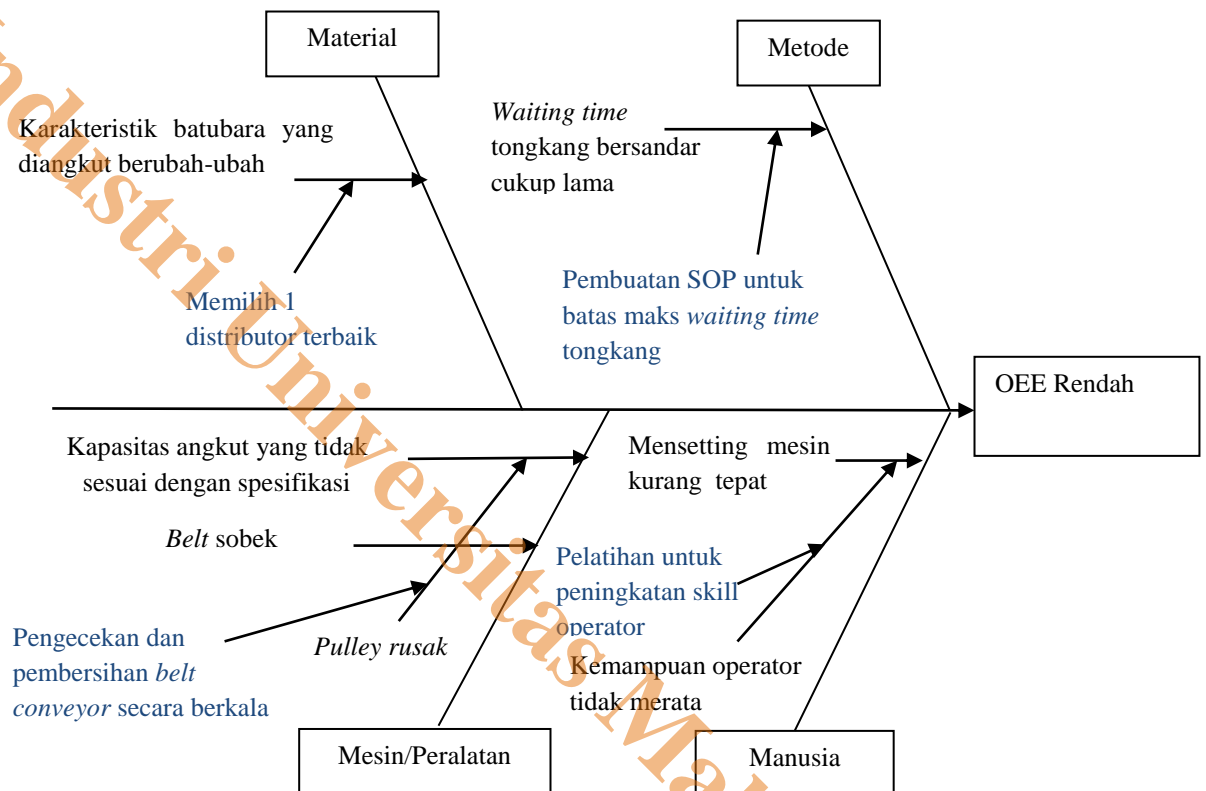 Material
Metode
Karakteristik batubara yang
diangkut berubah-ubah
Waiting time
tongkang bersandar
cukup lama
Memilih 1
distributor terbaik
Pembuatan SOP untuk
batas maks waiting time
tongkang
OEE Rendah
Kapasitas angkut yang tidak
sesuai dengan spesifikasi
Mensetting mesin
kurang tepat
Belt sobek
Pelatihan untuk
peningkatan skill
operator
Pengecekan dan
pembersihan belt
conveyor secara berkala
Pulley rusak
Kemampuan operator
tidak merata
Mesin/Peralatan
Manusia
ndustri Universitas Mal